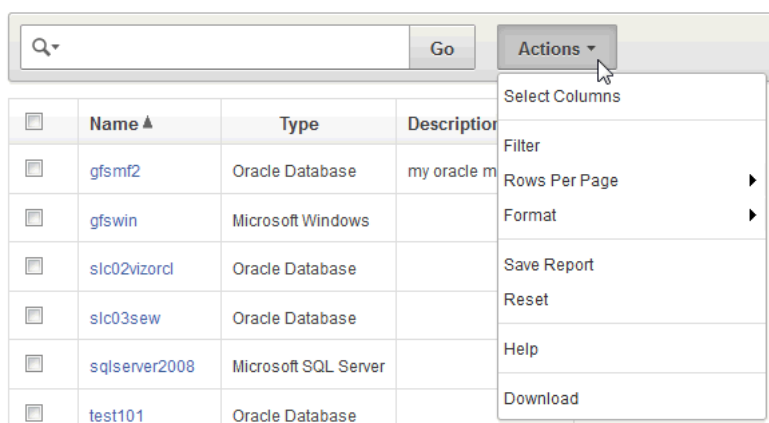 Go
Actions
Select Columns
Filter
Rows Per Page
Format
Save Report
Reset
Help
Download
Name Type Description
gfsmf2 Oracle Database my oracle m
gfswin Microsoft Windows
slc02vizorcl Oracle Database
slc03sew Oracle Database
sqlserver2008 Microsoft SQL Server
test101 Oracle Database